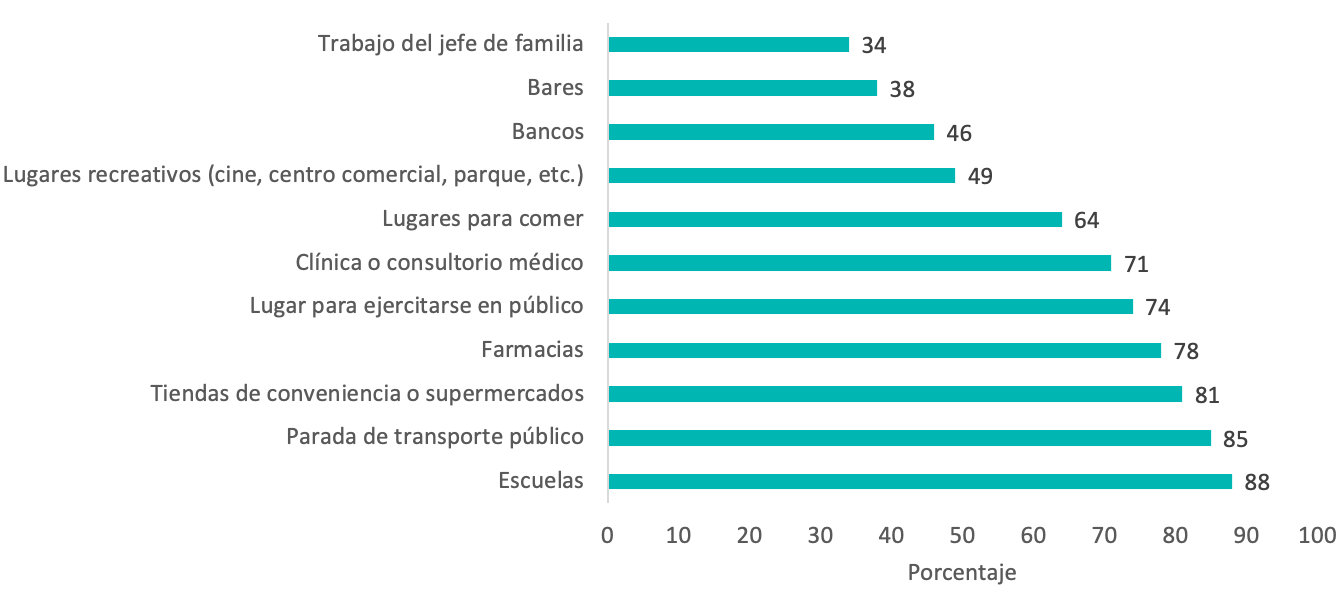 Trabajo del jefe de familia 34
Bares 38
Bancos 46
Lugares recreativos (cine, centro comercial, parque, etc.) 49
Lugares para comer 64
Clínica o consultorio médico 71
Lugar para ejercitarse en público 74
Farmacias 78
Tiendas de conveniencia o supermercados 81
Parada de transporte público 85
Escuelas 88
0 10 20 30 40 50 60 70 80 90 100
Porcentaje